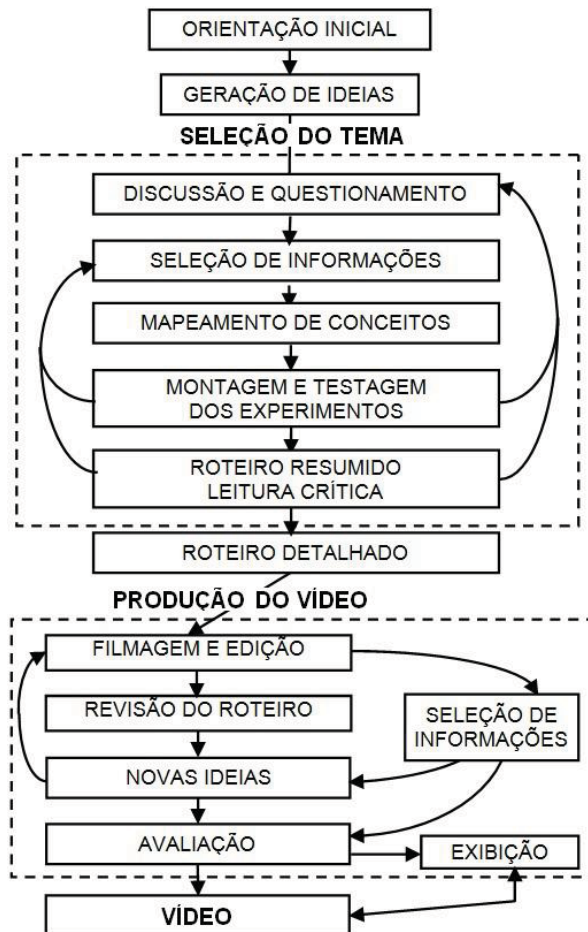 ORIENTAÇÃO INICIAL
GERAÇÃO DE IDEIAS
SELEÇÃO DO TEMA
DISCUSSÃO E QUESTIONAMENTO
SELEÇÃO DE INFORMAÇÕES
MAPEAMENTO DE CONCEITOS
MONTAGEM E TESTAGEM
DOS EXPERIMENTOS
ROTEIRO RESUMIDO
LEITURA CRÍTICA
ROTEIRO DETALHADO
PRODUÇÃO DO VÍDEO
FILMAGEM E EDIÇÃO
REVISÃO DO ROTEIRO
SELEÇÃO DE
INFORMAÇÕES
NOVAS IDEIAS
AVALIAÇÃO
EXIBIÇÃO
VÍDEO